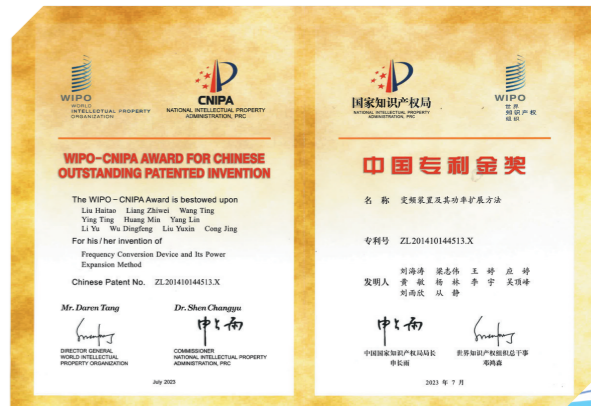 WIPO
WORLD
INTELLECTUAL PROPERTY
ORGANIZATION
CNIPA
NATIONAL INTELLECTUAL PROPERTY
ADMINISTRATION, PRC
WIPO-CNIPA AWARD FOR CHINESE
OUTSTANDING PATENTED INVENTION
The WIPO-CNIPA Award is bestowed upon
Liu Haitao Liang Zhiwei Wang Ting
Ying Ting Huang Min Yang Lin
Li Yu Wu Dingfeng Liu Yuxin Cong Jing
For his/her invention of
Frequency Conversion Device and Its Power
Expansion Method
Chinese Patent No. ZL201410144513.X
Mr. Daren Tang
Dr. Shen Changyu
DIRECTOR GENERAL
WORLD INTELLECTUAL
PROPERTY ORGANIZATION
COMMISSIONER
NATIONAL INTELLECTUAL PROPERTY
ADMINISTRATION, PRC
July 2023
国家知识产权局
NATIONAL INTELLECTUAL PROPERTY
ADMINISTRATION, PRC
WIPO
世界
知识产权
组织
中国专利金奖
名 称 变频装置及其功率扩展方法
专利号 ZL201410144513.X
刘海涛 梁志伟 王 婷 应 婷
发明人 黄 敏 杨 林 李 宇 吴顶峰
刘雨欣 从 静
申长雨
中国国家知识产权局局长
申长雨
世界知识产权组织总干事
邓鸿森
2023 年 7 月